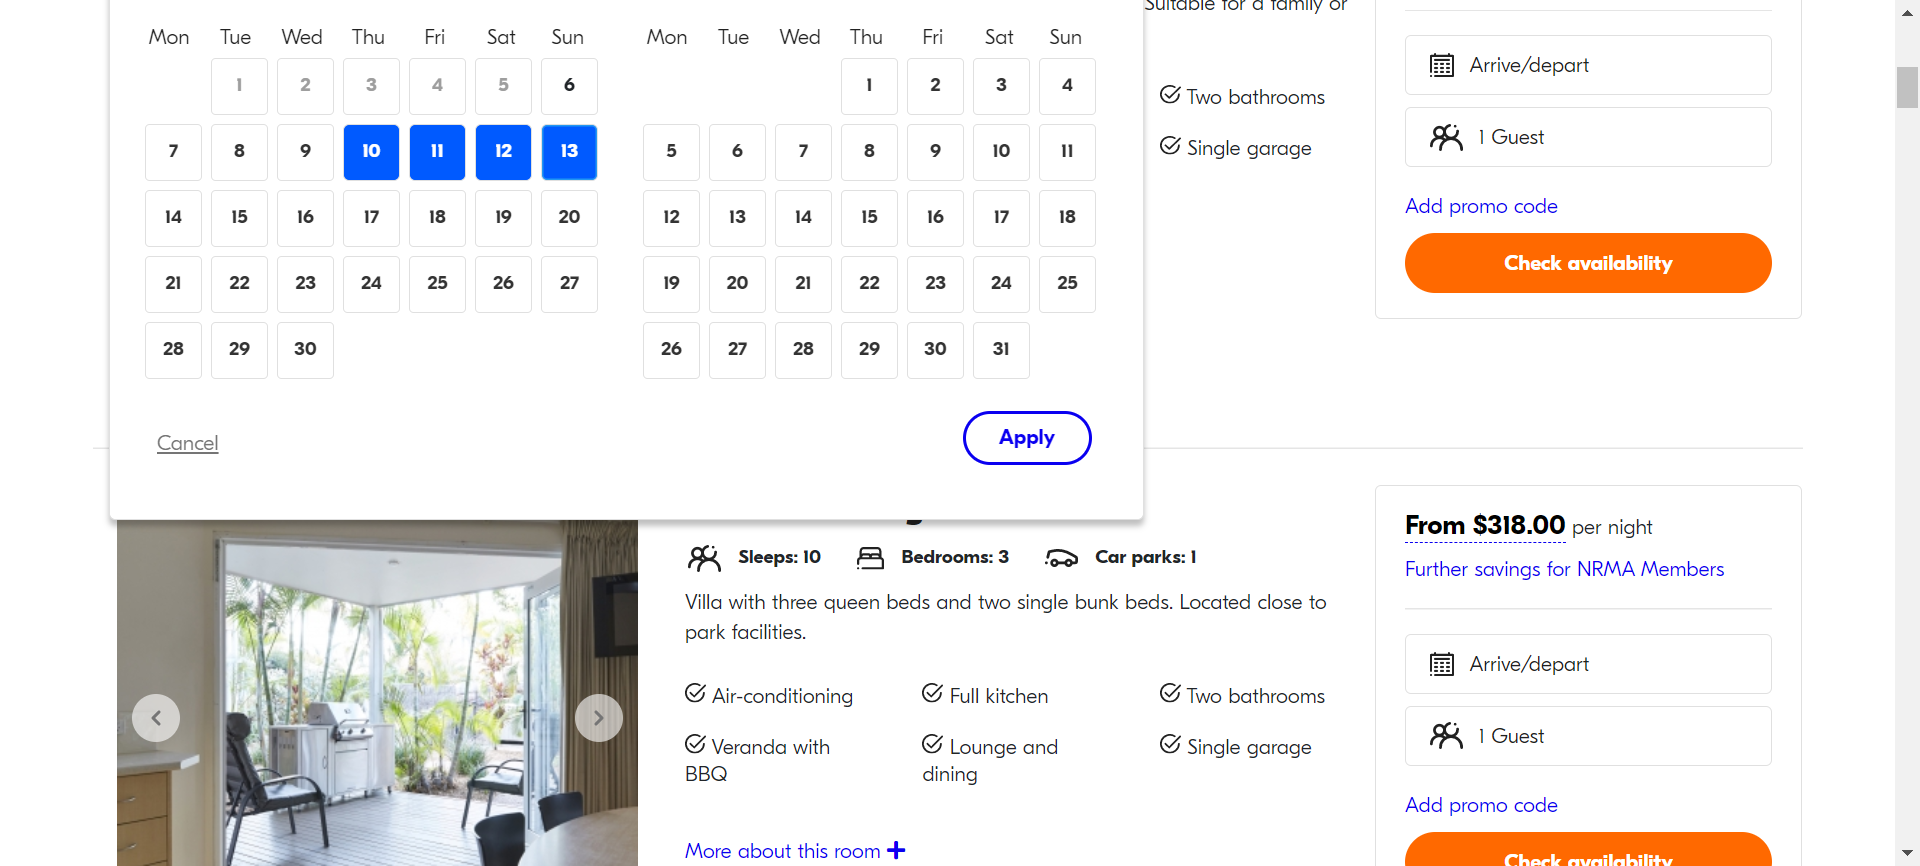 Mon Tue Wed Thu Fri Sat Sun
1 2 3 4 5 6
7 8 9 10 11 12 13
14 15 16 17 18 19 20
21 22 23 24 25 26 27
28 29 30
Mon Tue Wed Thu Fri Sat Sun
1 2 3 4
5 6 7 8 9 10 11
12 13 14 15 16 17 18
19 20 21 22 23 24 25
26 27 28 29 30 31
Cancel
Apply
Suitable for a family or
Two bathrooms
Single garage
Arrive/depart
1 Guest
Add promo code
Check availability
Sleeps: 10 Bedrooms: 3 Car parks: 1
Villa with three queen beds and two single bunk beds. Located close to
park facilities.
Air-conditioning
Full kitchen
Two bathrooms
Veranda with
BBQ
Lounge and
dining
Single garage
More about this room +
From $318.00 per night
Further savings for NRMA Members
Arrive/depart
1 Guest
Add promo code
Check availability